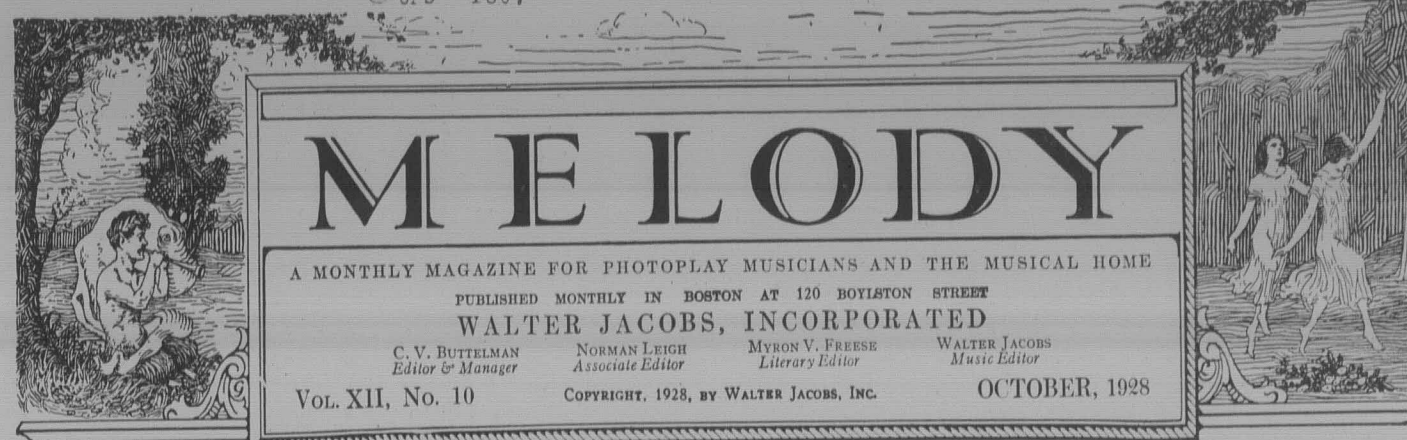 MELODY
A MONTHLY MAGAZINE FOR PHOTOPLAY MUSICIANS AND THE MUSICAL HOME
PUBLISHED MONTHLY IN BOSTON AT 120 BOYLSTON STREET
WALTER JACOBS, INCORPORATED
C. V. BUTTELMAN NORMAN LEIGH MYRON V. FREESE WALTER JACOBS
Editor & Manager Associate Editor Literary Editor Music Editor
VOL. XII, No. 10 COPYRIGHT, 1928, BY WALTER JACOBS, INC. OCTOBER, 1928